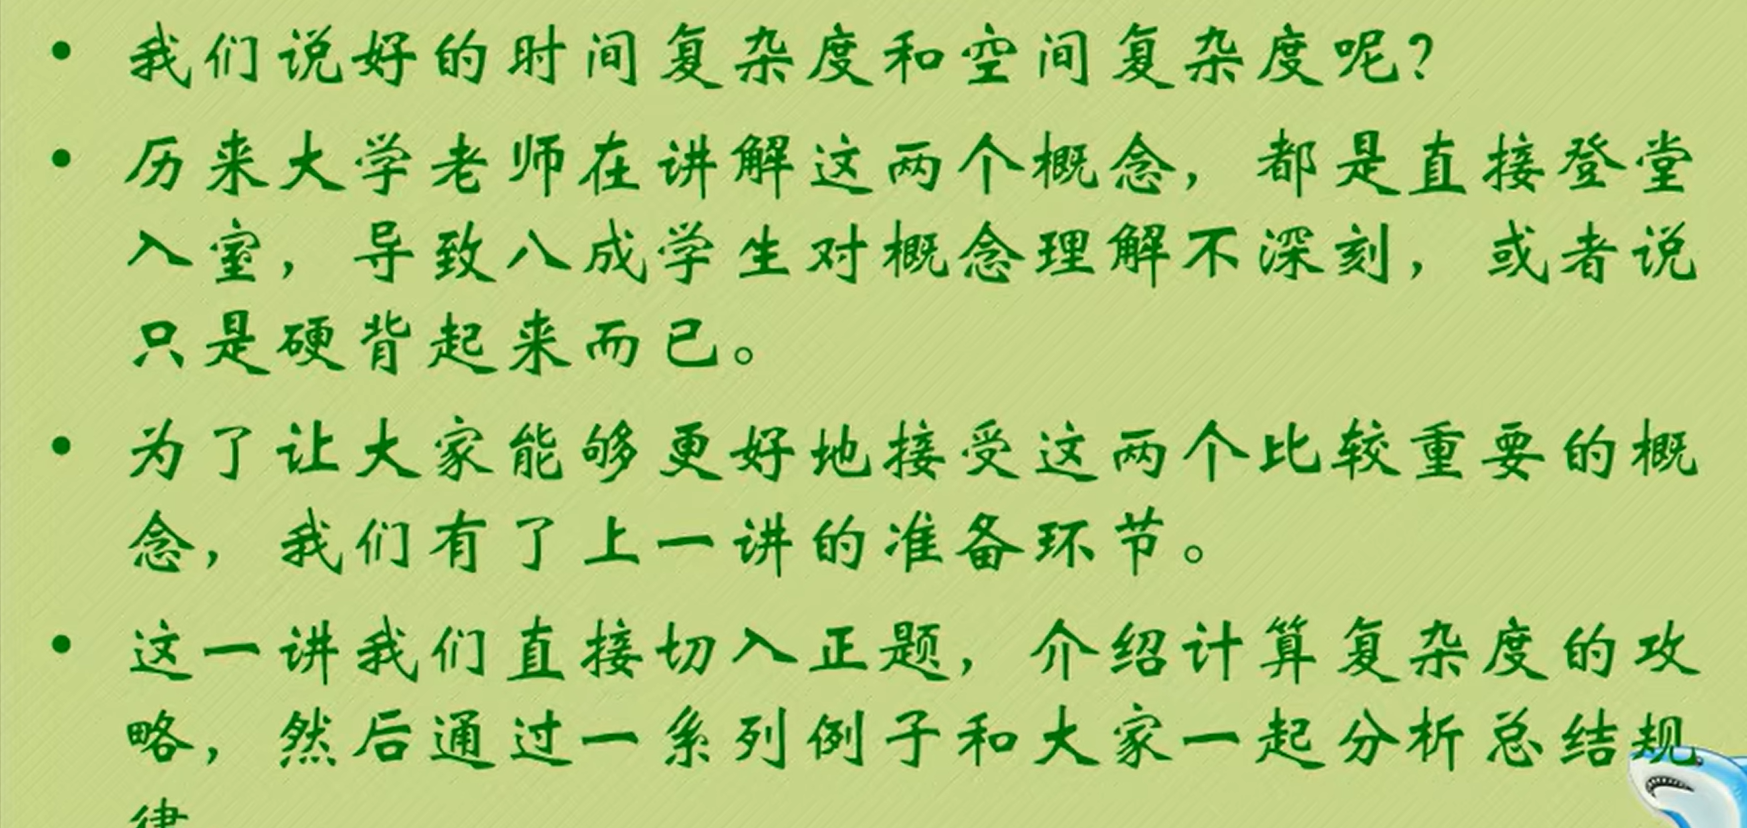 • 我们说好的时间复杂度和空间复杂度呢？
• 历来大学老师在讲解这两个概念，都是直接登堂
入室，导致八成学生对概念理解不深刻，或者说
只是硬背起来而已。
• 为了让大家能够更好地接受这两个比较重要的概
念，我们有了上一讲的准备环节。
• 这一讲我们直接切入正题，介绍计算复杂度的攻
略，然后通过一系列例子和大家一起分析总结规
律